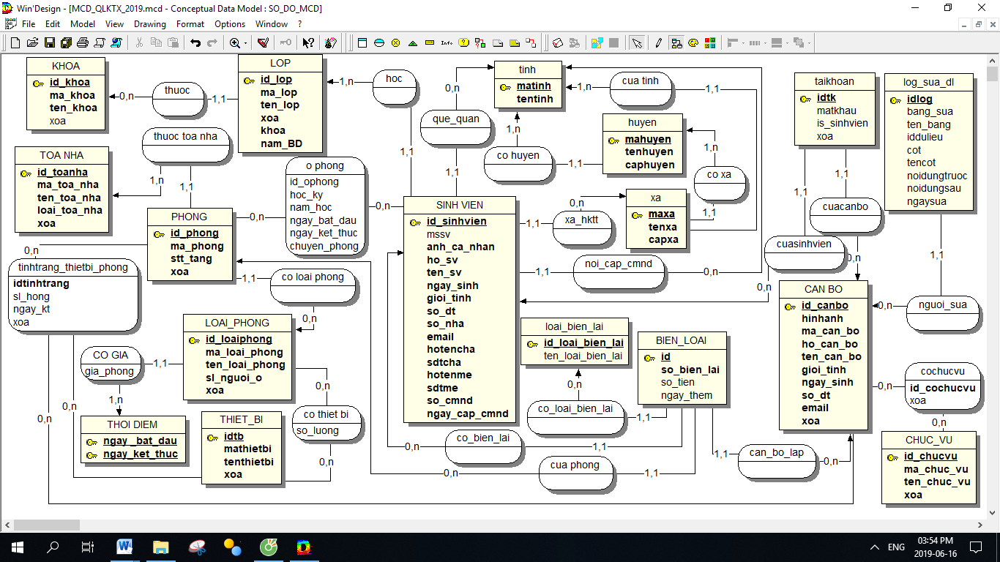 Win'Design - [MCD_QLKTX_2019.mcd - Conceptual Data Model : SO_DO_MCD]
File Edit Model View Drawing Format Options Window ?
Info
KHOA
id_khoa
ma_khoa
ten_khoa
xoa
0,n
thuoc
1,1
LOP
id_lop
ma_lop
ten_lop
xoa
khoa
nam_BD
1,n
hoc
1,1
TOA NHA
id_toanha
ma_toa_nha
ten_toa_nha
loai_toa_nha
xoa
thuoc toa nha
1,n
1,1
PHONG
id_phong
ma_phong
stt_tang
xoa
0,n
o phong
id_ophong
hoc_ky
nam_hoc
ngay_bat_dau
ngay_ket_thuc
chuyen_phong
0,n
0,n
tinhtrang_thietbi_phong
idtinhtrang
sl_hong
ngay_kt
xoa
0,n
0,n
1,1
co loai phong
0,n
LOAI_PHONG
id_loaiphong
ma_loai_phong
ten_loai_phong
sl_nguoi_o
xoa
CO GIA
gia_phong
1,1
1,n
THOI DIEM
ngay _bat_dau
ngay_ket_thuc
THIET_BI
idtb
mathietbi
tenthietbi
xoa
0,n
co thiet bi
so_luong
0,n
tinh
matinh
tentinh
0,n
que_quan
1,1
1,n
cua tinh
1,1
1,n
co huyen
1,1
huyen
mahuyen
tenhuyen
caphuyen
1,n
co xa
1,1
xa
maxa
tenxa
capxa
0,n
xa_hktt
1,1
SINH VIEN
id_sinhvien
mssv
anh_ca_nhan
ho_sv
ten_sv
ngay_sinh
gioi_tinh
so_dt
so_nha
email
hotencha
sdtcha
hotenme
sdtme
so_cmnd
ngay_cap_cmnd
1,1
noi_cap_cmnd
0,n
loai_bien_lai
id_loai_bien_lai
ten_loai_bien_lai
0,n
co_loai_bien_lai
1,1
BIEN_LOAI
id
so_bien_lai
so_tien
ngay_them
0,n
co_bien_lai
1,1
0,n
cua phong
1,1
1,1
can_bo_lap
0,n
taikhoan
idtk
matkhau
is_sinhvien
xoa
1,1
cuacanbo
0,n
1,1
cuasinhvien
0,n
log_sua_dl
idlog
bang_sua
ten_bang
iddulieu
cot
tencot
noidungtruoc
noidungsau
ngaysua
1,1
nguoi_sua
0,n
CAN BO
id_canbo
hinhanh
ma_can_bo
ho_can_bo
ten_can_bo
gioi_tinh
ngay_sinh
so_dt
email
xoa
0,n
cochucvu
id_cochucvu
xoa
0,n
CHUC_VU
id_chucvu
ma_chuc_vu
ten_chuc_vu
xoa
ENG
03:54 PM
2019-06-16